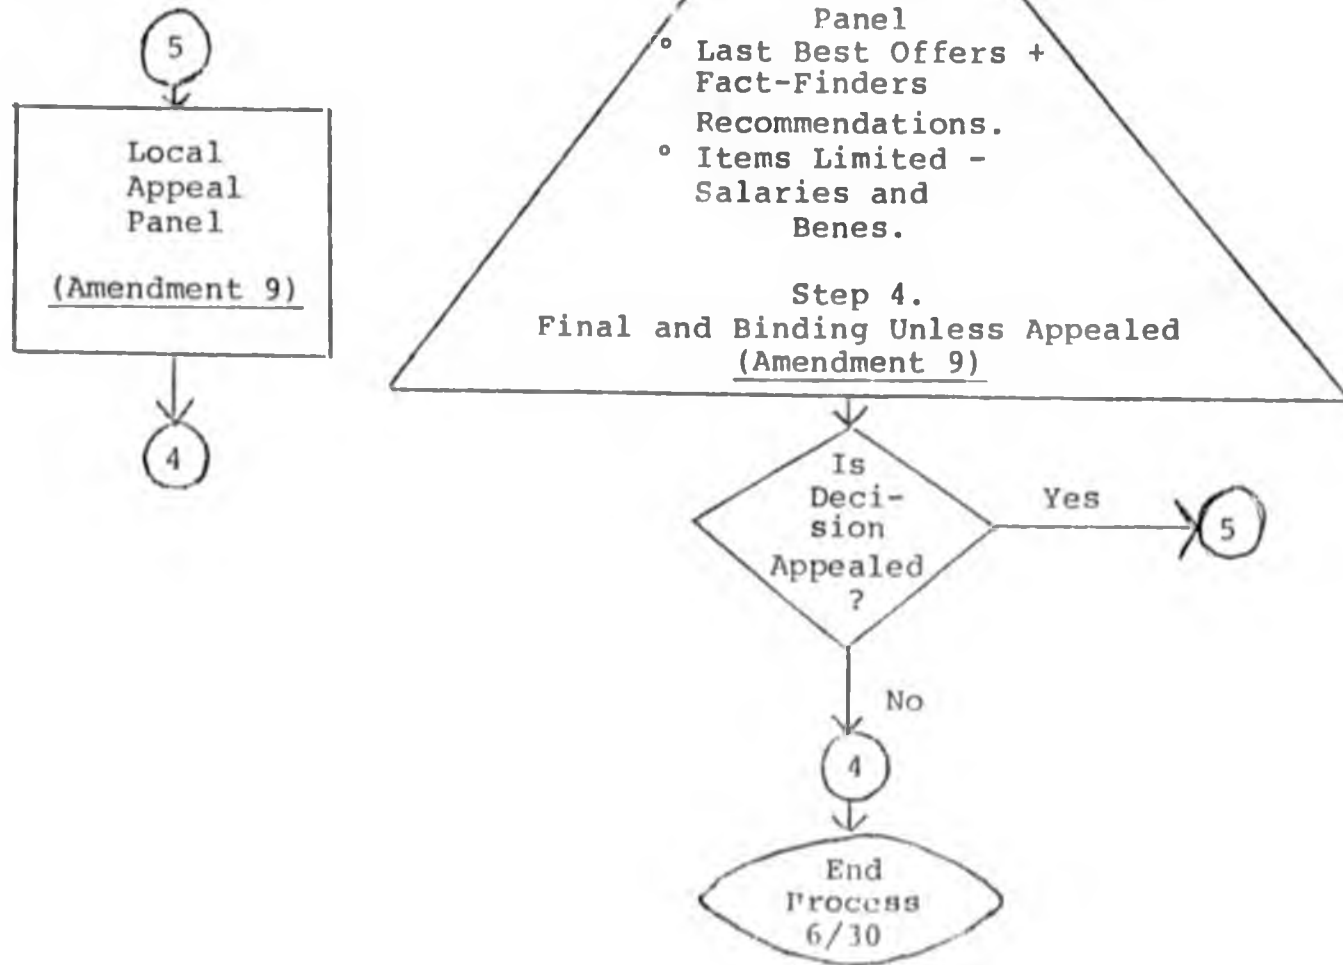 5
Local
Appeal
Panel
(Amendment 9)
4
Panel
° Last Best Offers +
Fact-Finders
Recommendations.
° Items Limited -
Salaries and
Benes.
Step 4.
Final and Binding Unless Appealed
(Amendment 9)
Is
Deci-
sion
Appealed
?
Yes
5
No
4
End
Process
6/30